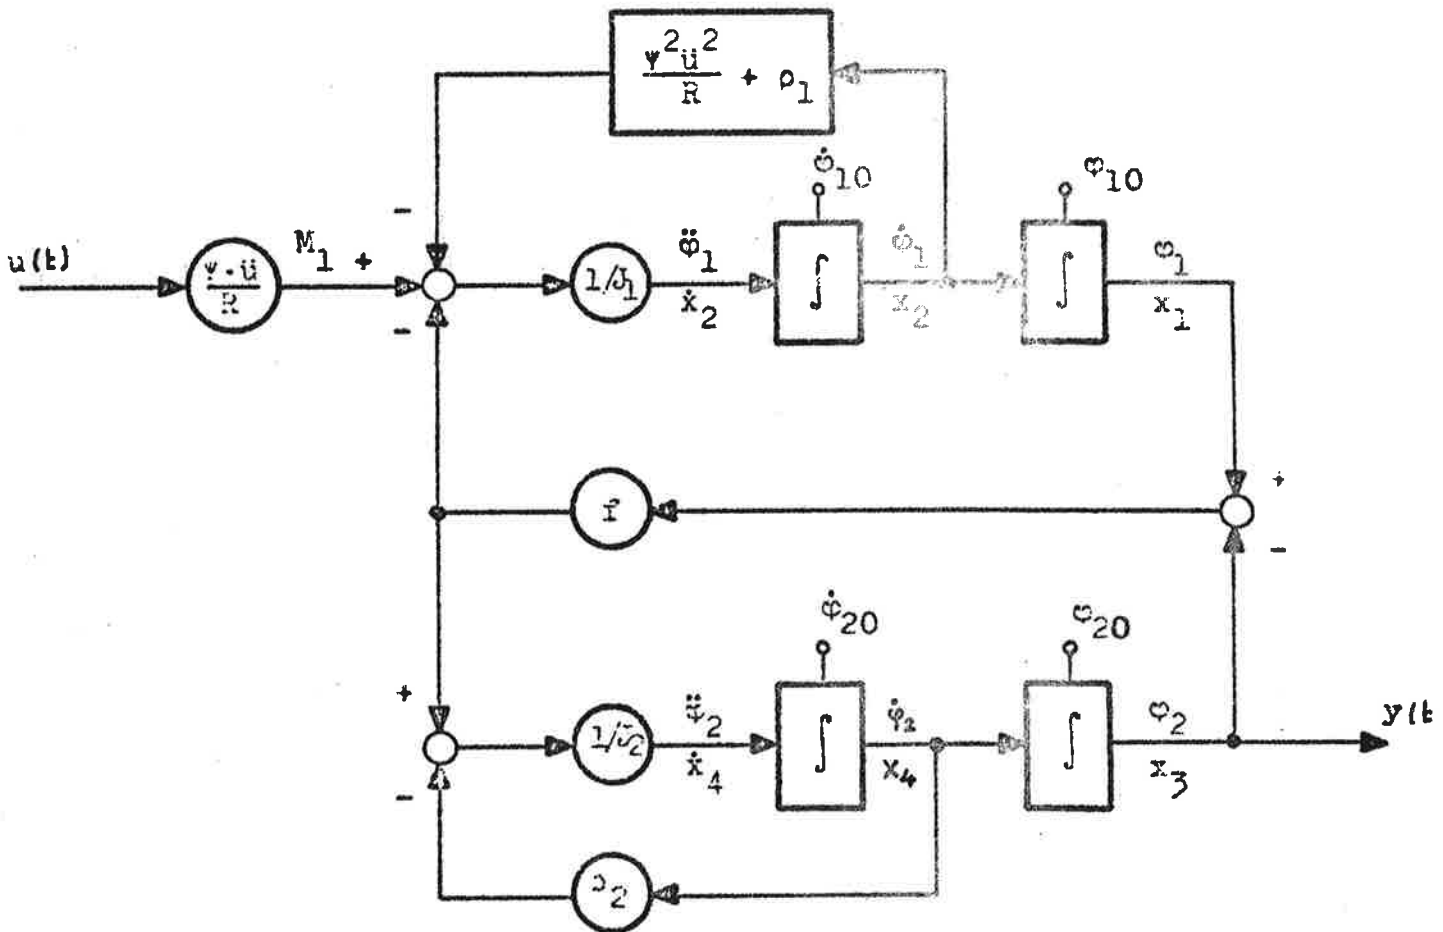 Ψ²ü²
R
+ ρ₁
φ̇₁₀
φ₁₀
u(t)
Ψ·ü
R
M₁ +
−
−
1/J₁
φ̈₁
ẋ₂
∫
φ̇₁
x₂
∫
φ₁
x₁
+
−
f
φ̇₂₀
φ₂₀
+
−
1/J₂
φ̈₂
ẋ₄
∫
φ̇₂
x₄
∫
φ₂
x₃
y(t
ρ₂